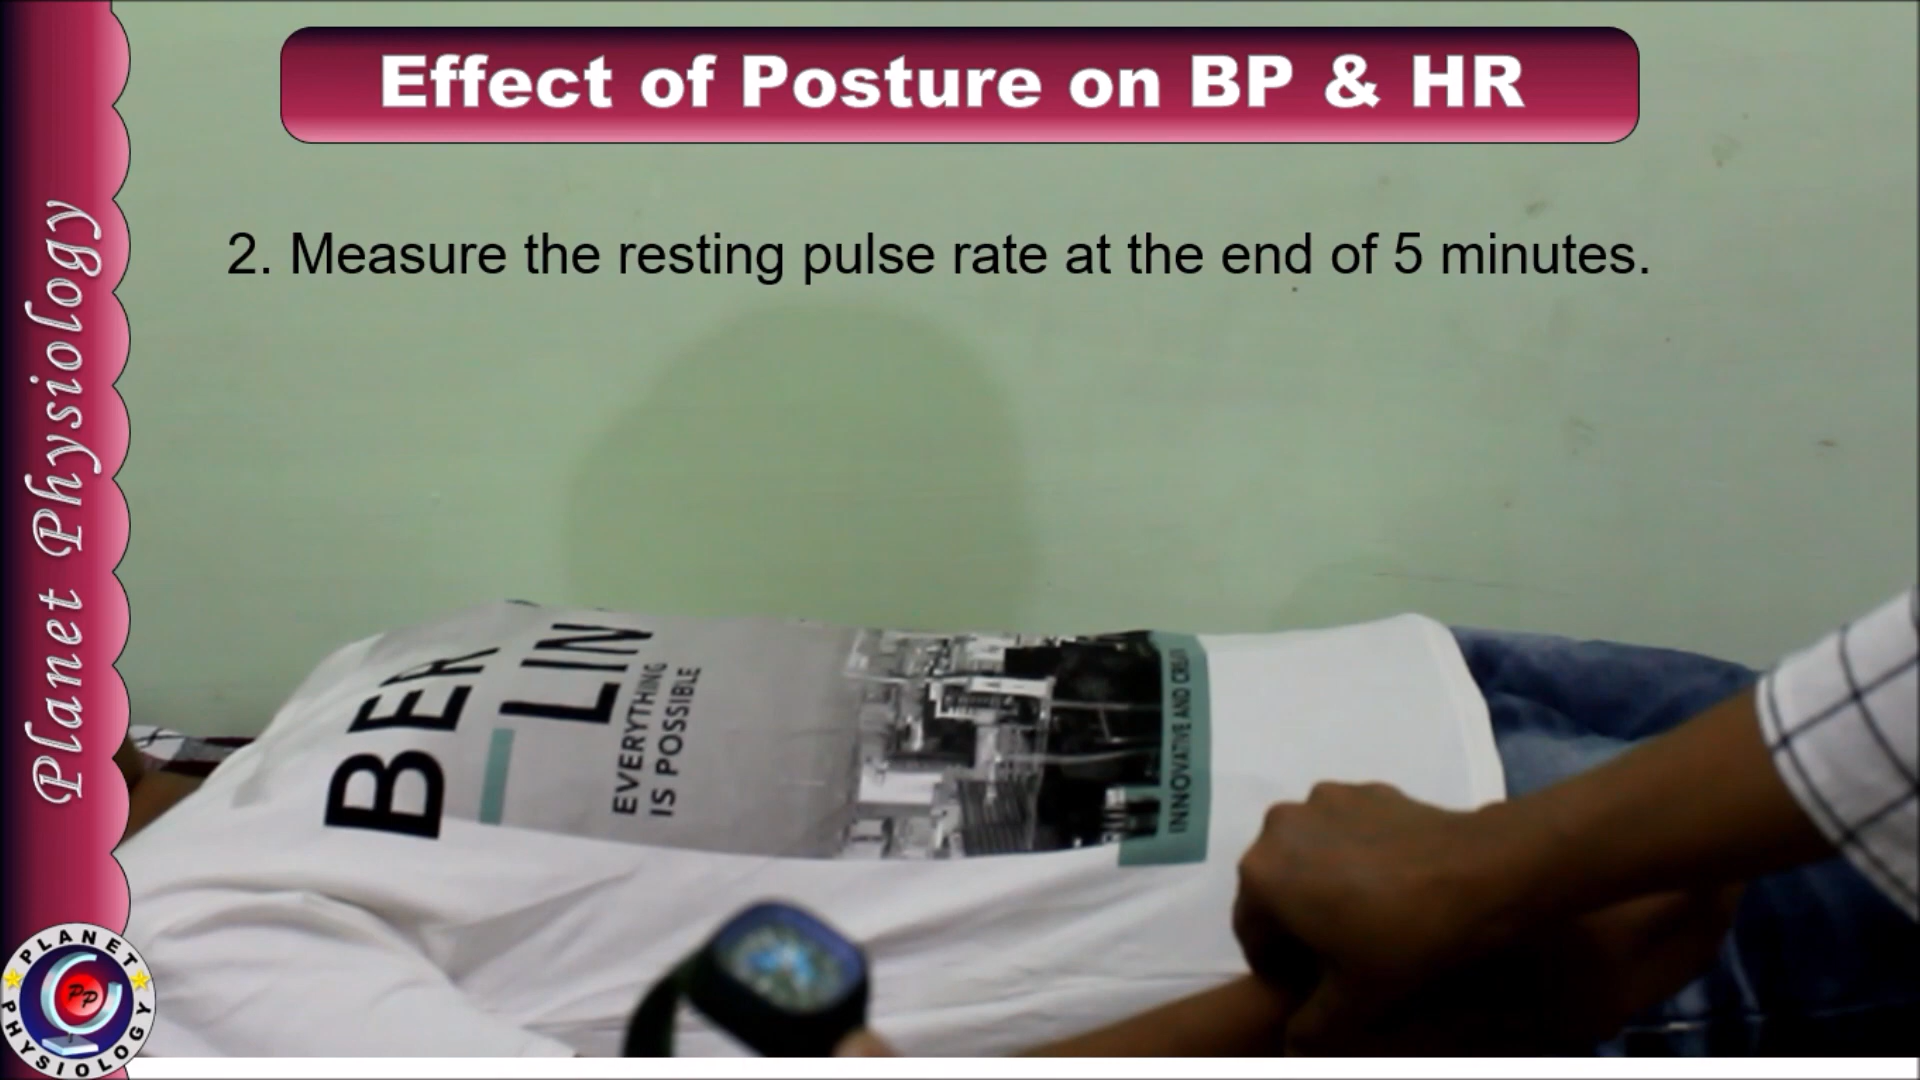 Effect of Posture on BP & HR
2. Measure the resting pulse rate at the end of 5 minutes.
Planet Physiology
BER
LIN
EVERYTHING
IS POSSIBLE
INNOVATIVE AND
PLANET
PP
PHYSIOLOGY